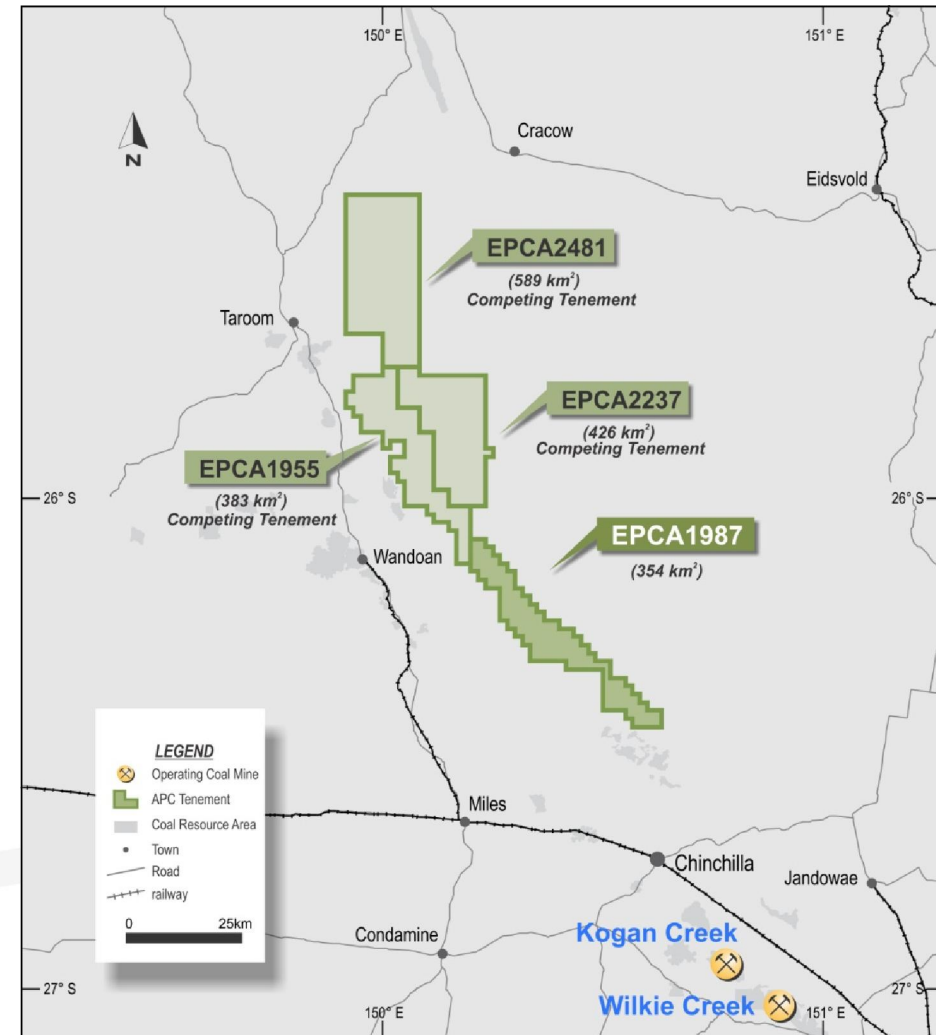 150° E
151° E
N
Cracow
Eidsvold
EPCA2481
(589 km²)
Competing Tenement
Taroom
EPCA2237
(426 km²)
Competing Tenement
EPCA1955
(383 km²)
Competing Tenement
26° S
26° S
EPCA1987
(354 km²)
Wandoan
LEGEND
Operating Coal Mine
APC Tenement
Coal Resource Area
Town
Road
railway
0 25km
Miles
Chinchilla
Jandowae
Condamine
Kogan Creek
27° S
27° S
Wilkie Creek
150° E
151° E